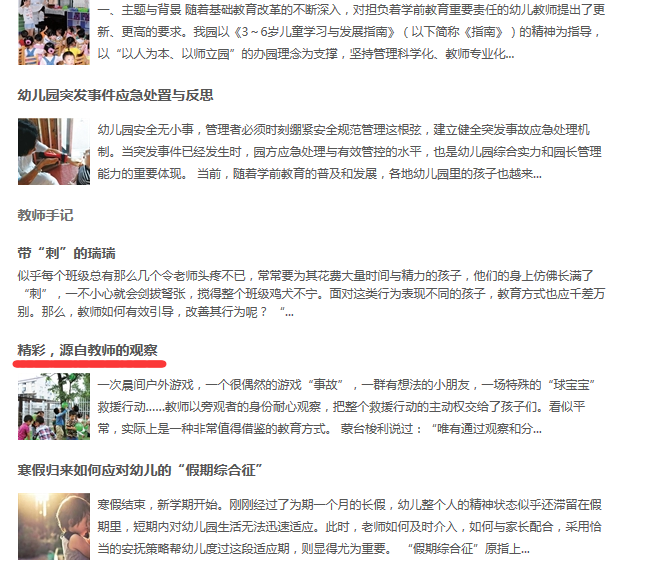 一、主题与背景 随着基础教育改革的不断深入，对担负着学前教育重要责任的幼儿教师提出了更
新、更高的要求。我园以《3～6岁儿童学习与发展指南》（以下简称《指南》）的精神为指导，
以“以人为本、以师立园”的办园理念为支撑，坚持管理科学化、教师专业化...
幼儿园突发事件应急处置与反思
幼儿园安全无小事，管理者必须时刻绷紧安全规范管理这根弦，建立健全突发事故应急处理机
制。当突发事件已经发生时，园方应急处理与有效管控的水平，也是幼儿园综合实力和园长管理
能力的重要体现。 当前，随着学前教育的普及和发展，各地幼儿园里的孩子也越来...
教师手记
带“刺”的瑞瑞
似乎每个班级总有那么几个令老师头疼不已，常常要为其花费大量时间与精力的孩子，他们的身上仿佛长满了
“刺”，一不小心就会剑拔弩张，搅得整个班级鸡犬不宁。面对这类行为表现不同的孩子，教育方式也应千差万
别。那么，教师如何有效引导，改善其行为呢？ “...
精彩，源自教师的观察
一次晨间户外游戏，一个很偶然的游戏“事故”，一群有想法的小朋友，一场特殊的“球宝宝”
救援行动……教师以旁观者的身份耐心观察，把整个救援行动的主动权交给了孩子们。看似平
常，实际上是一种非常值得借鉴的教育方式。 蒙台梭利说过：“唯有通过观察和分...
寒假归来如何应对幼儿的“假期综合征”
寒假结束，新学期开始。刚刚经过了为期一个月的长假，幼儿整个人的精神状态似乎还滞留在假
期里，短期内对幼儿园生活无法迅速适应。此时，老师如何及时介入，如何与家长配合，采用恰
当的安抚策略帮幼儿度过这段适应期，则显得尤为重要。 “假期综合征”原指上...